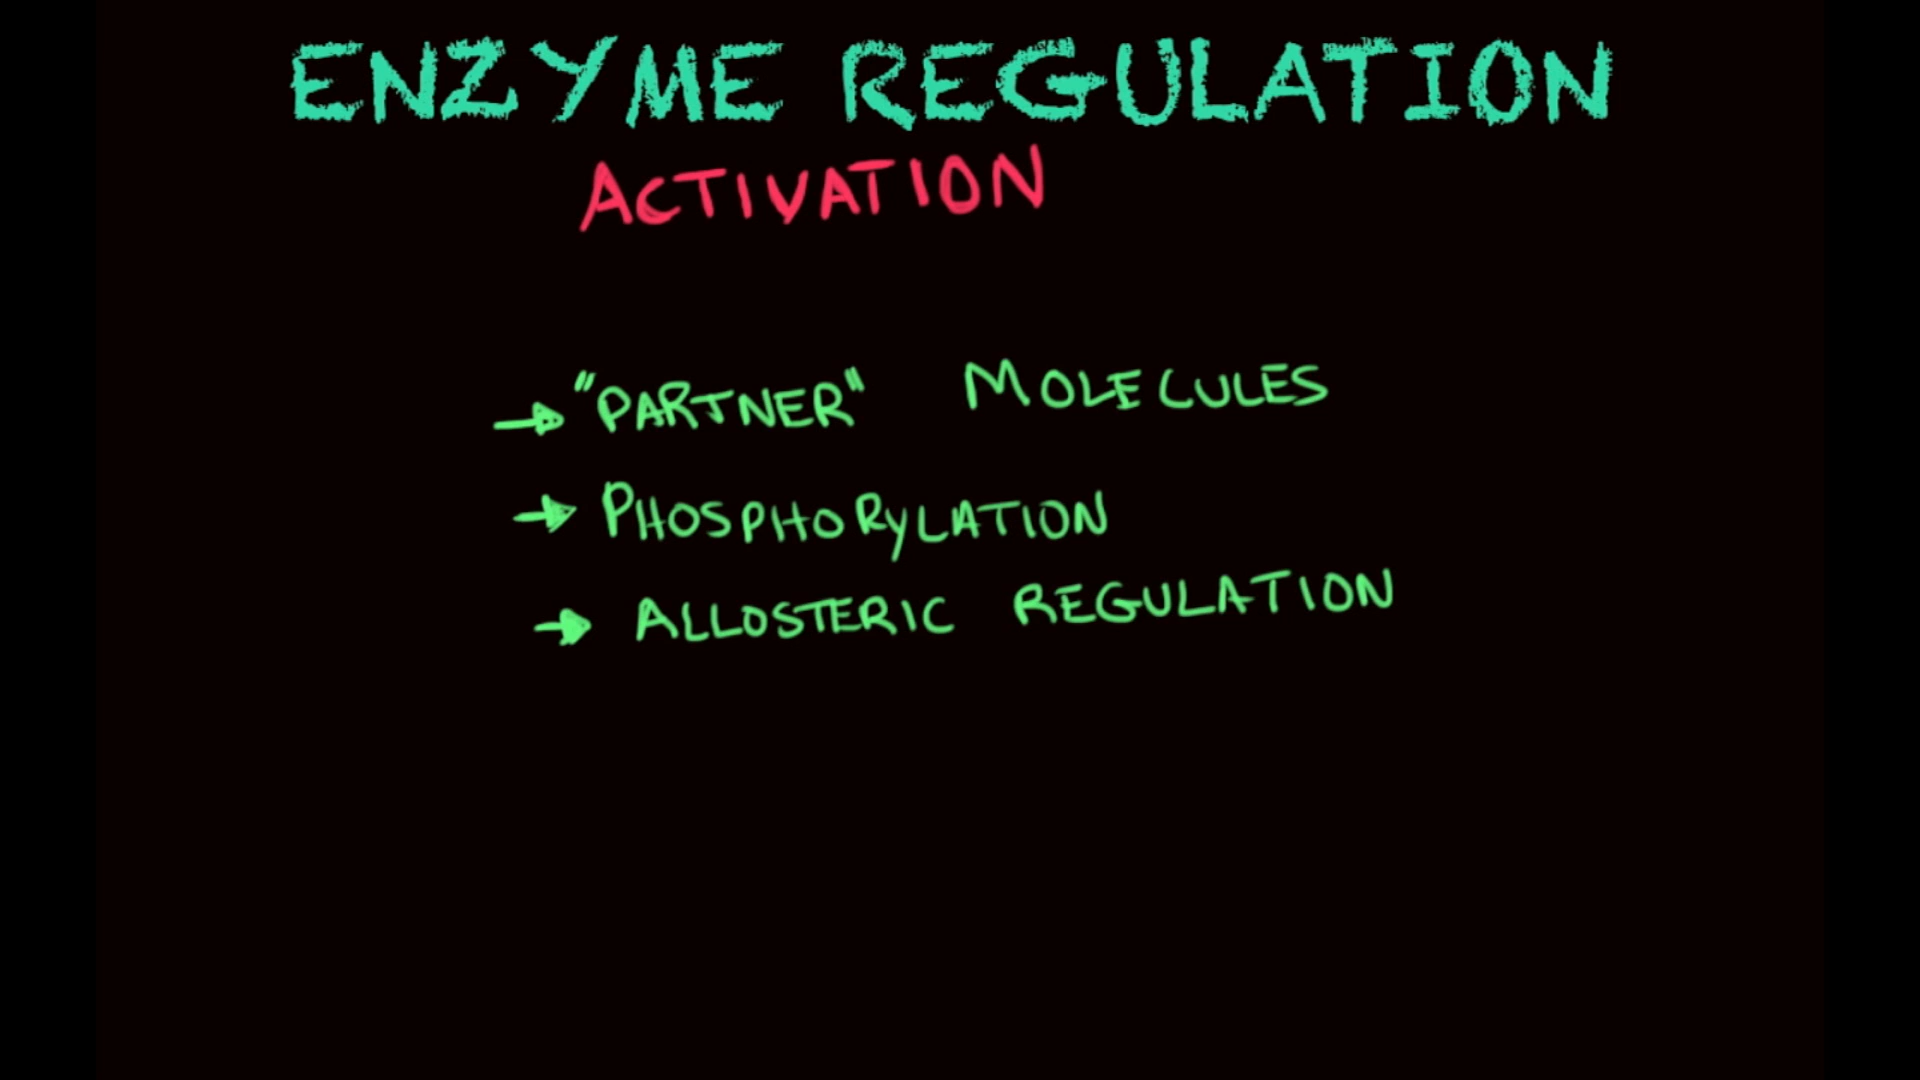 ENZYME REGULATION
ACTIVATION
→ "PARTNER" MOLECULES
→ PHOSPHORYLATION
→ ALLOSTERIC REGULATION